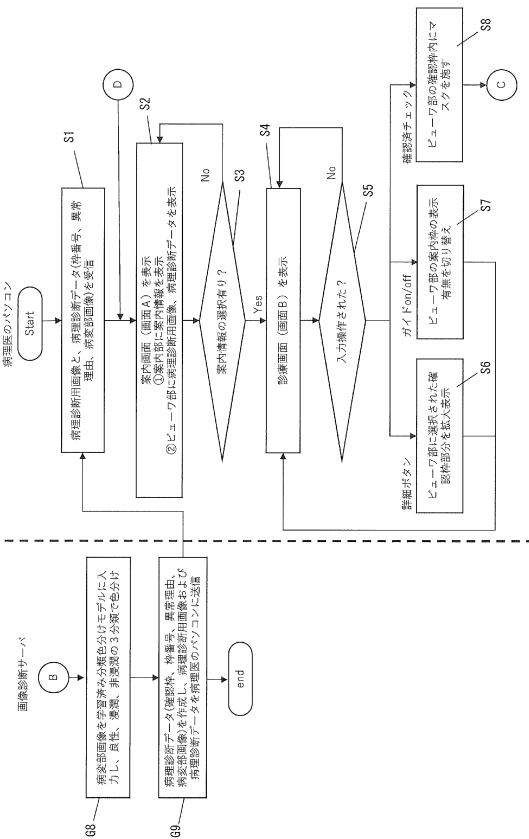 画像診断サーバ
B
病変部画像を学習済み分類色分けモデルに入
力し、良性、浸潤、非浸潤の3分類で色分け
G8
病理診断データ(確認枠、枠番号、異常理由、
病変部画像)を作成し、病理診断用画像および
病理診断データを病理医のパソコンに送信
G9
end
病理医のパソコン
Start
病理診断用画像と、病理診断データ(枠番号、異常
理由、病変部画像)を受信
S1
D
案内画面(画面A)を表示
①案内部に案内情報を表示
②ビューワ部に病理診断用画像、病理診断データを表示
S2
案内情報の選択有り?
S3
No
Yes
診療画面(画面B)を表示
S4
入力操作された?
S5
No
詳細ボタン
ビューワ部に選択された確
認枠部分を拡大表示
S6
ガイドon/off
ビューワ部の案内枠の表示
有無を切り替え
S7
確認済チェック
ビューワ部の確認枠内にマ
スクを施す
S8
C